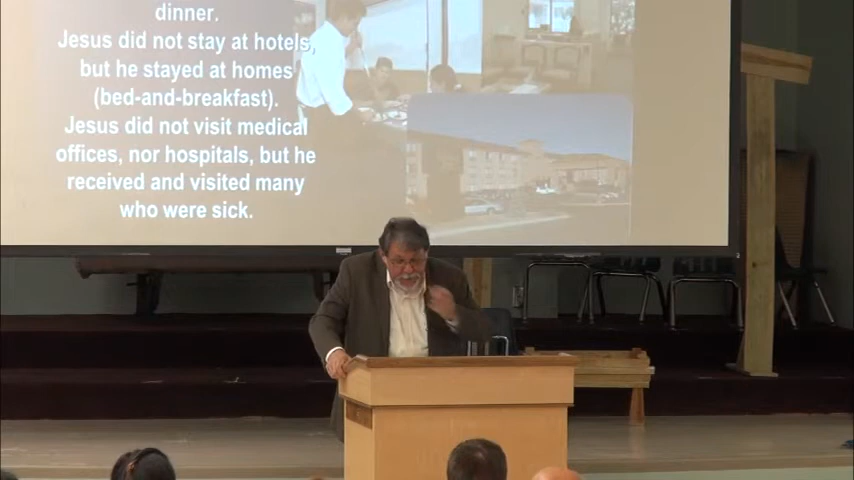 dinner.
Jesus did not stay at hotels,
but he stayed at homes
(bed-and-breakfast).
Jesus did not visit medical
offices, nor hospitals, but he
received and visited many
who were sick.